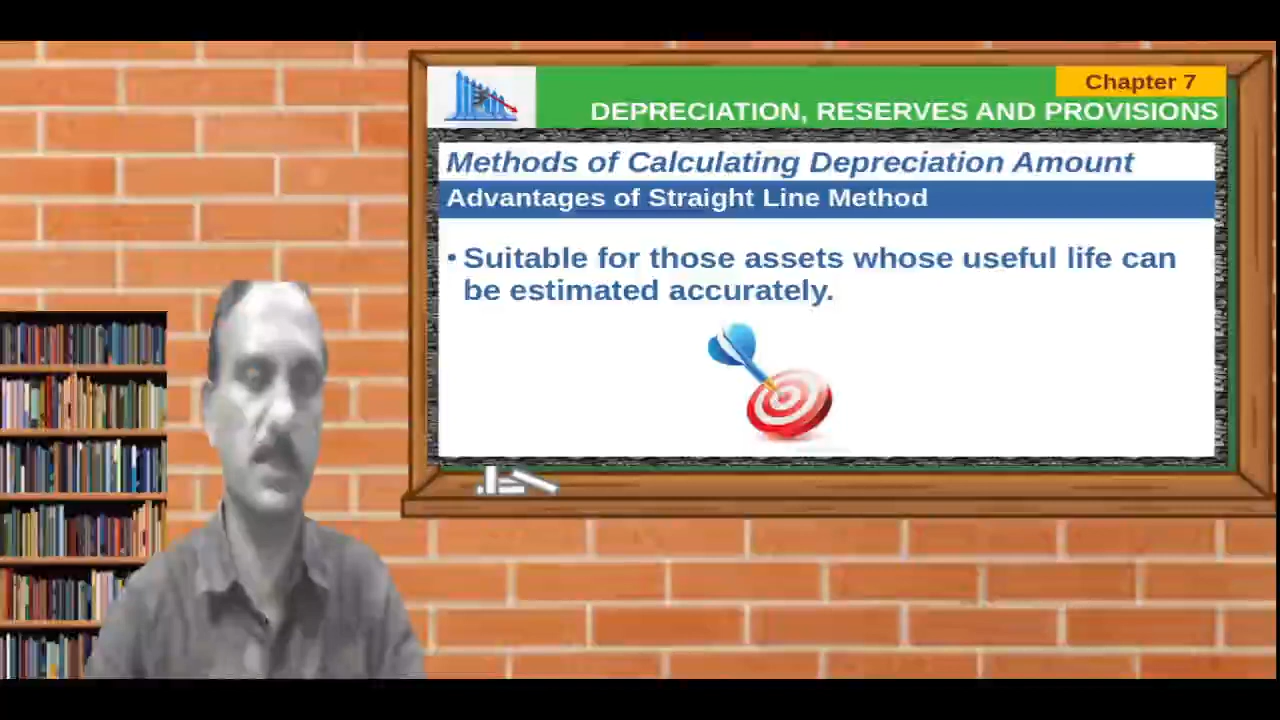 Chapter 7
DEPRECIATION, RESERVES AND PROVISIONS
Methods of Calculating Depreciation Amount
Advantages of Straight Line Method
• Suitable for those assets whose useful life can
be estimated accurately.